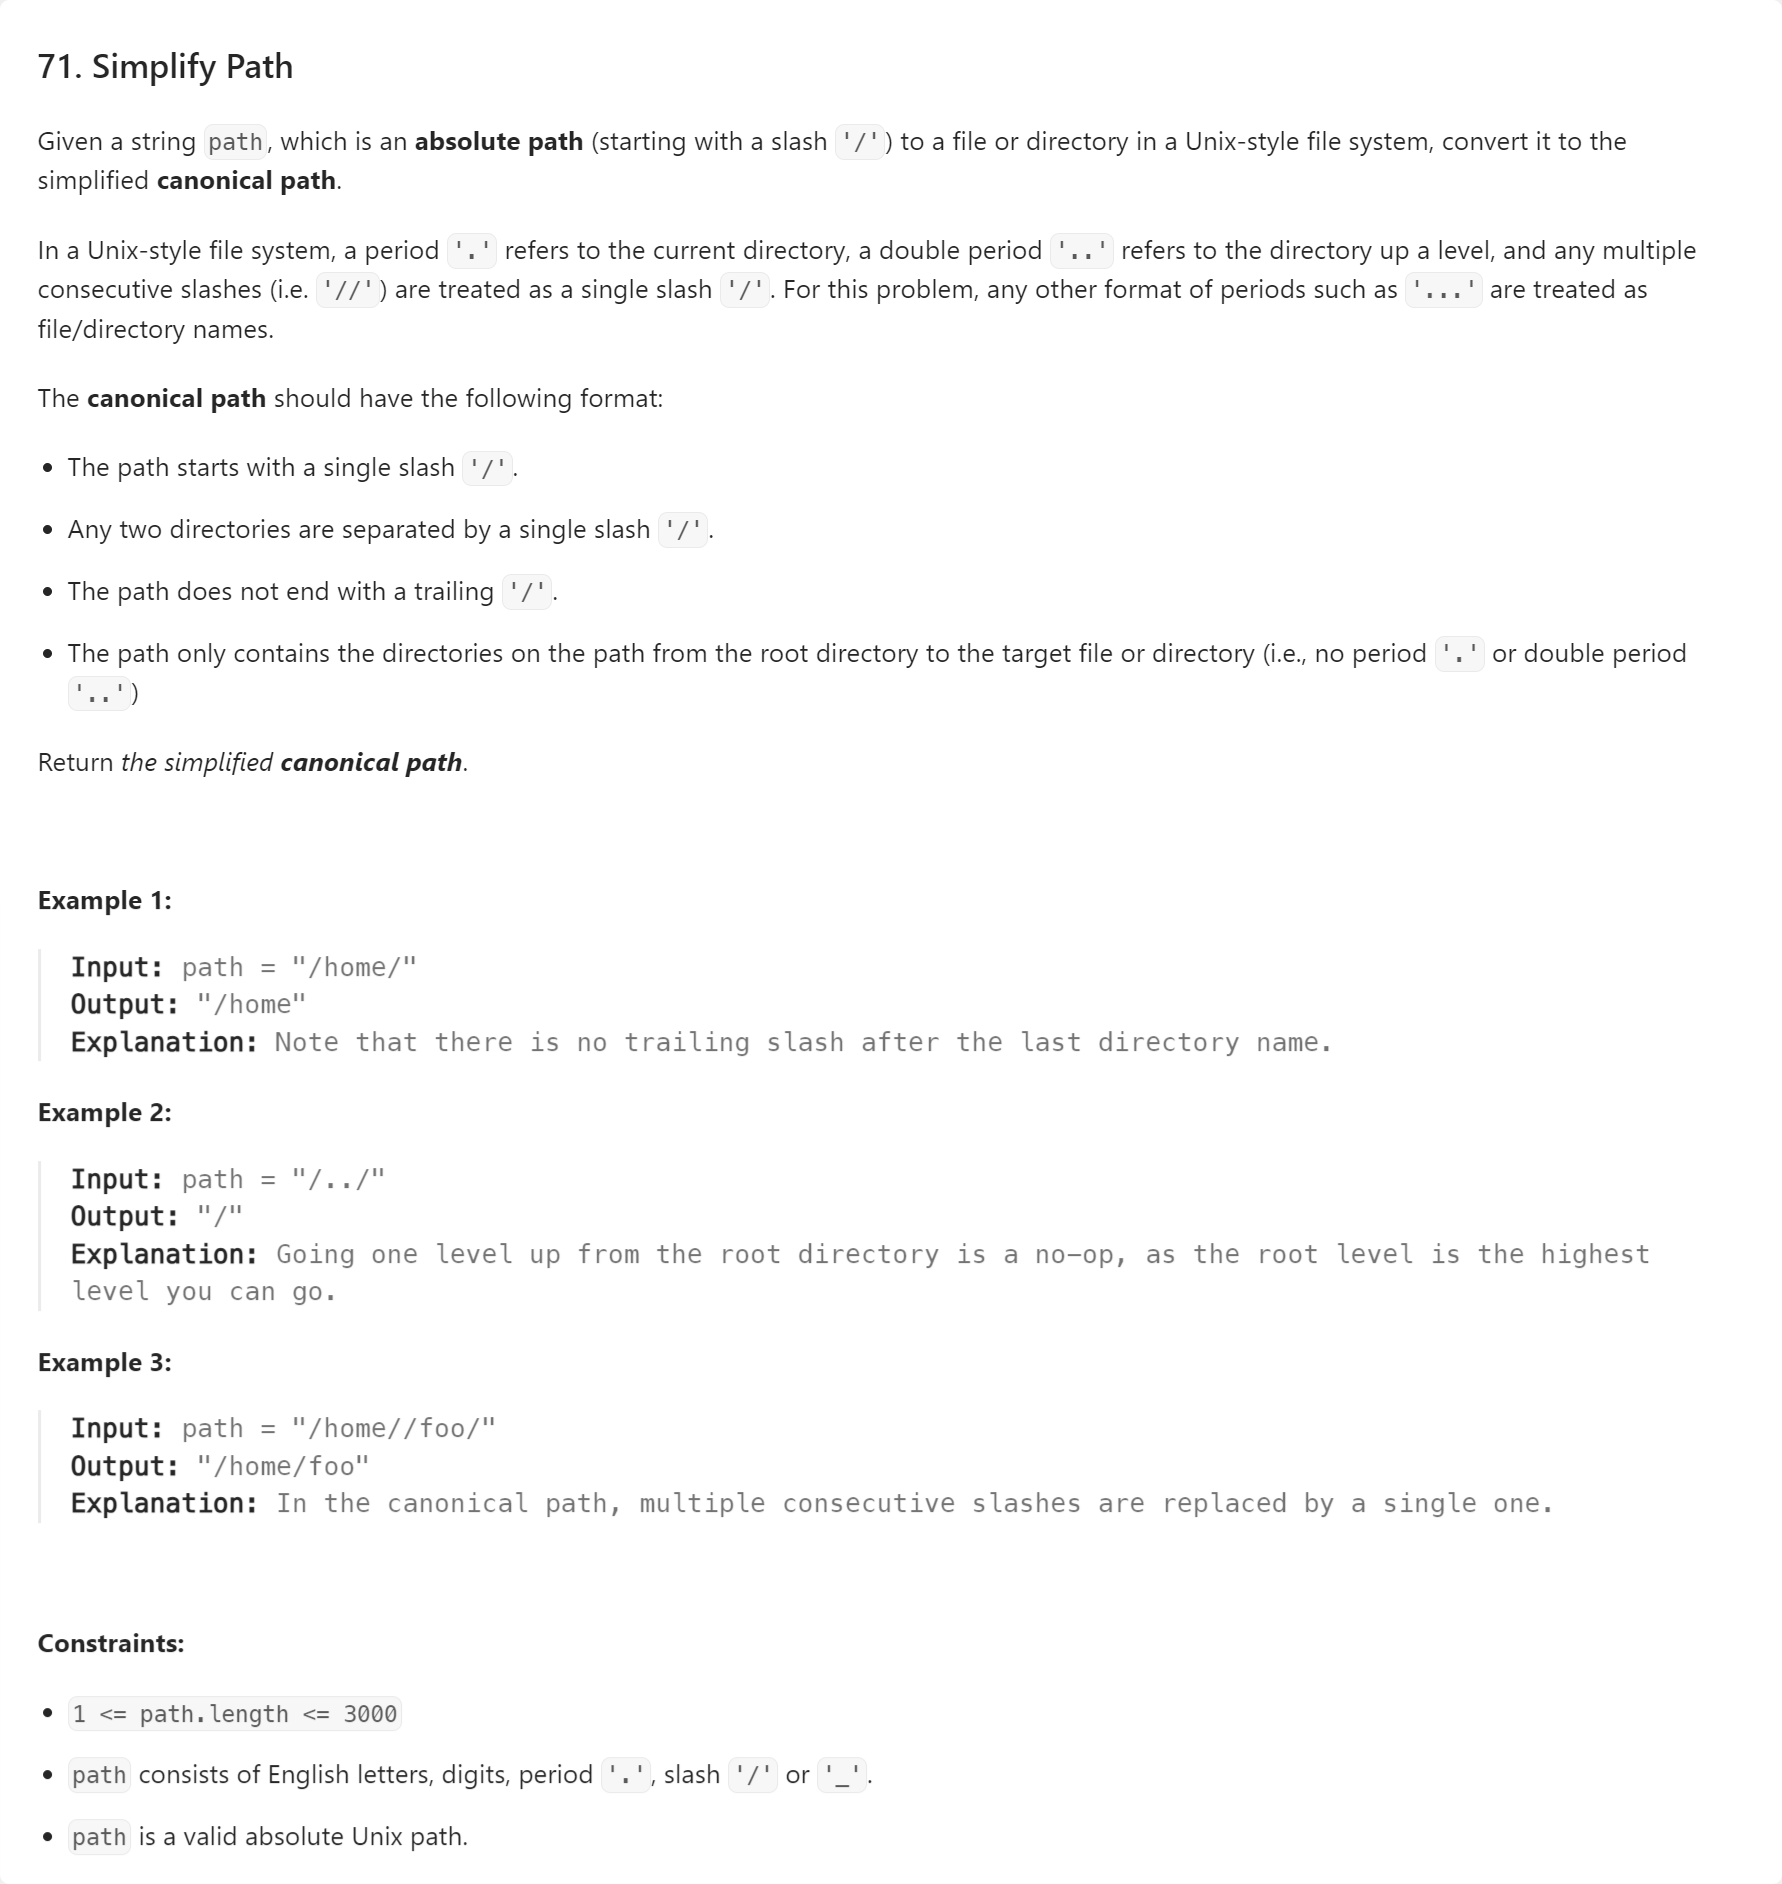 71. Simplify Path
Given a string path, which is an absolute path (starting with a slash '/') to a file or directory in a Unix-style file system, convert it to the
simplified canonical path.
In a Unix-style file system, a period '.' refers to the current directory, a double period '..' refers to the directory up a level, and any multiple
consecutive slashes (i.e. '//') are treated as a single slash '/'. For this problem, any other format of periods such as '...' are treated as
file/directory names.
The canonical path should have the following format:
• The path starts with a single slash '/'.
• Any two directories are separated by a single slash '/'.
• The path does not end with a trailing '/'.
• The path only contains the directories on the path from the root directory to the target file or directory (i.e., no period '.' or double period
'..')
Return the simplified canonical path.
Example 1:
Input: path = "/home/"
Output: "/home"
Explanation: Note that there is no trailing slash after the last directory name.
Example 2:
Input: path = "/../"
Output: "/"
Explanation: Going one level up from the root directory is a no-op, as the root level is the highest
level you can go.
Example 3:
Input: path = "/home//foo/"
Output: "/home/foo"
Explanation: In the canonical path, multiple consecutive slashes are replaced by a single one.
Constraints:
• 1 <= path.length <= 3000
• path consists of English letters, digits, period '.', slash '/' or '_'.
• path is a valid absolute Unix path.